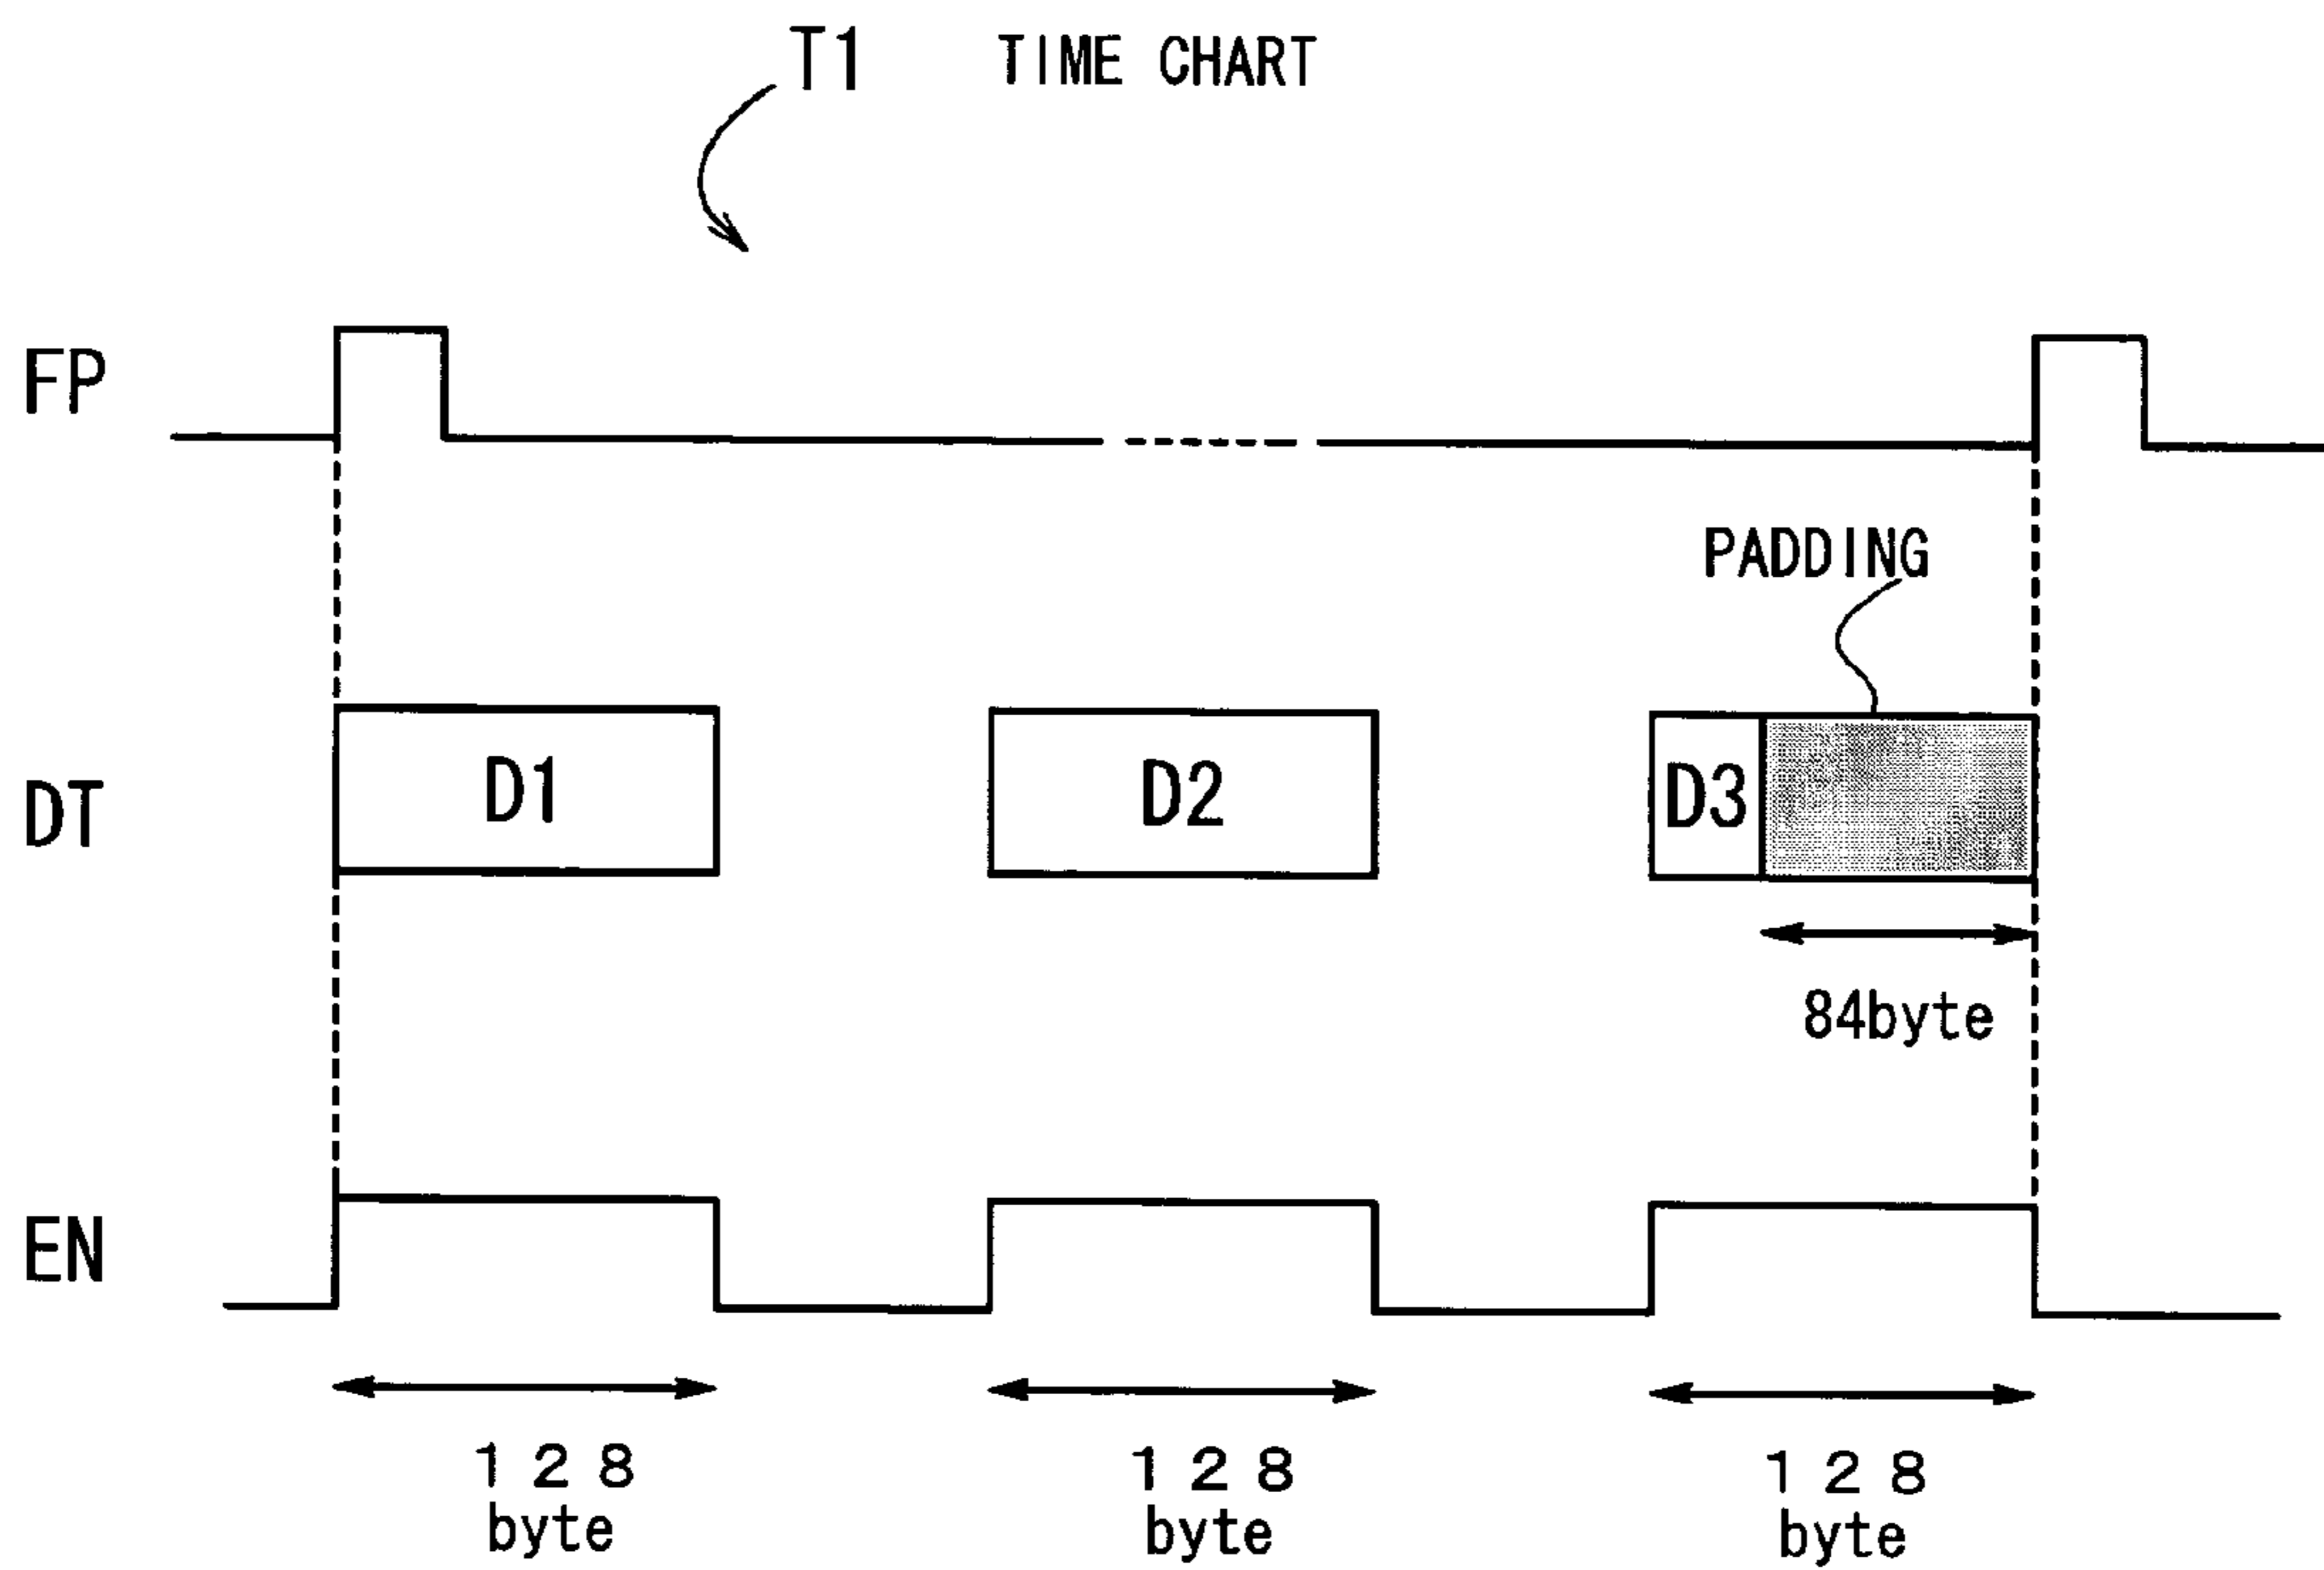 T1 TIME CHART
FP
PADDING
DT D1 D2 D3
84byte
EN
128 128 128
byte byte byte